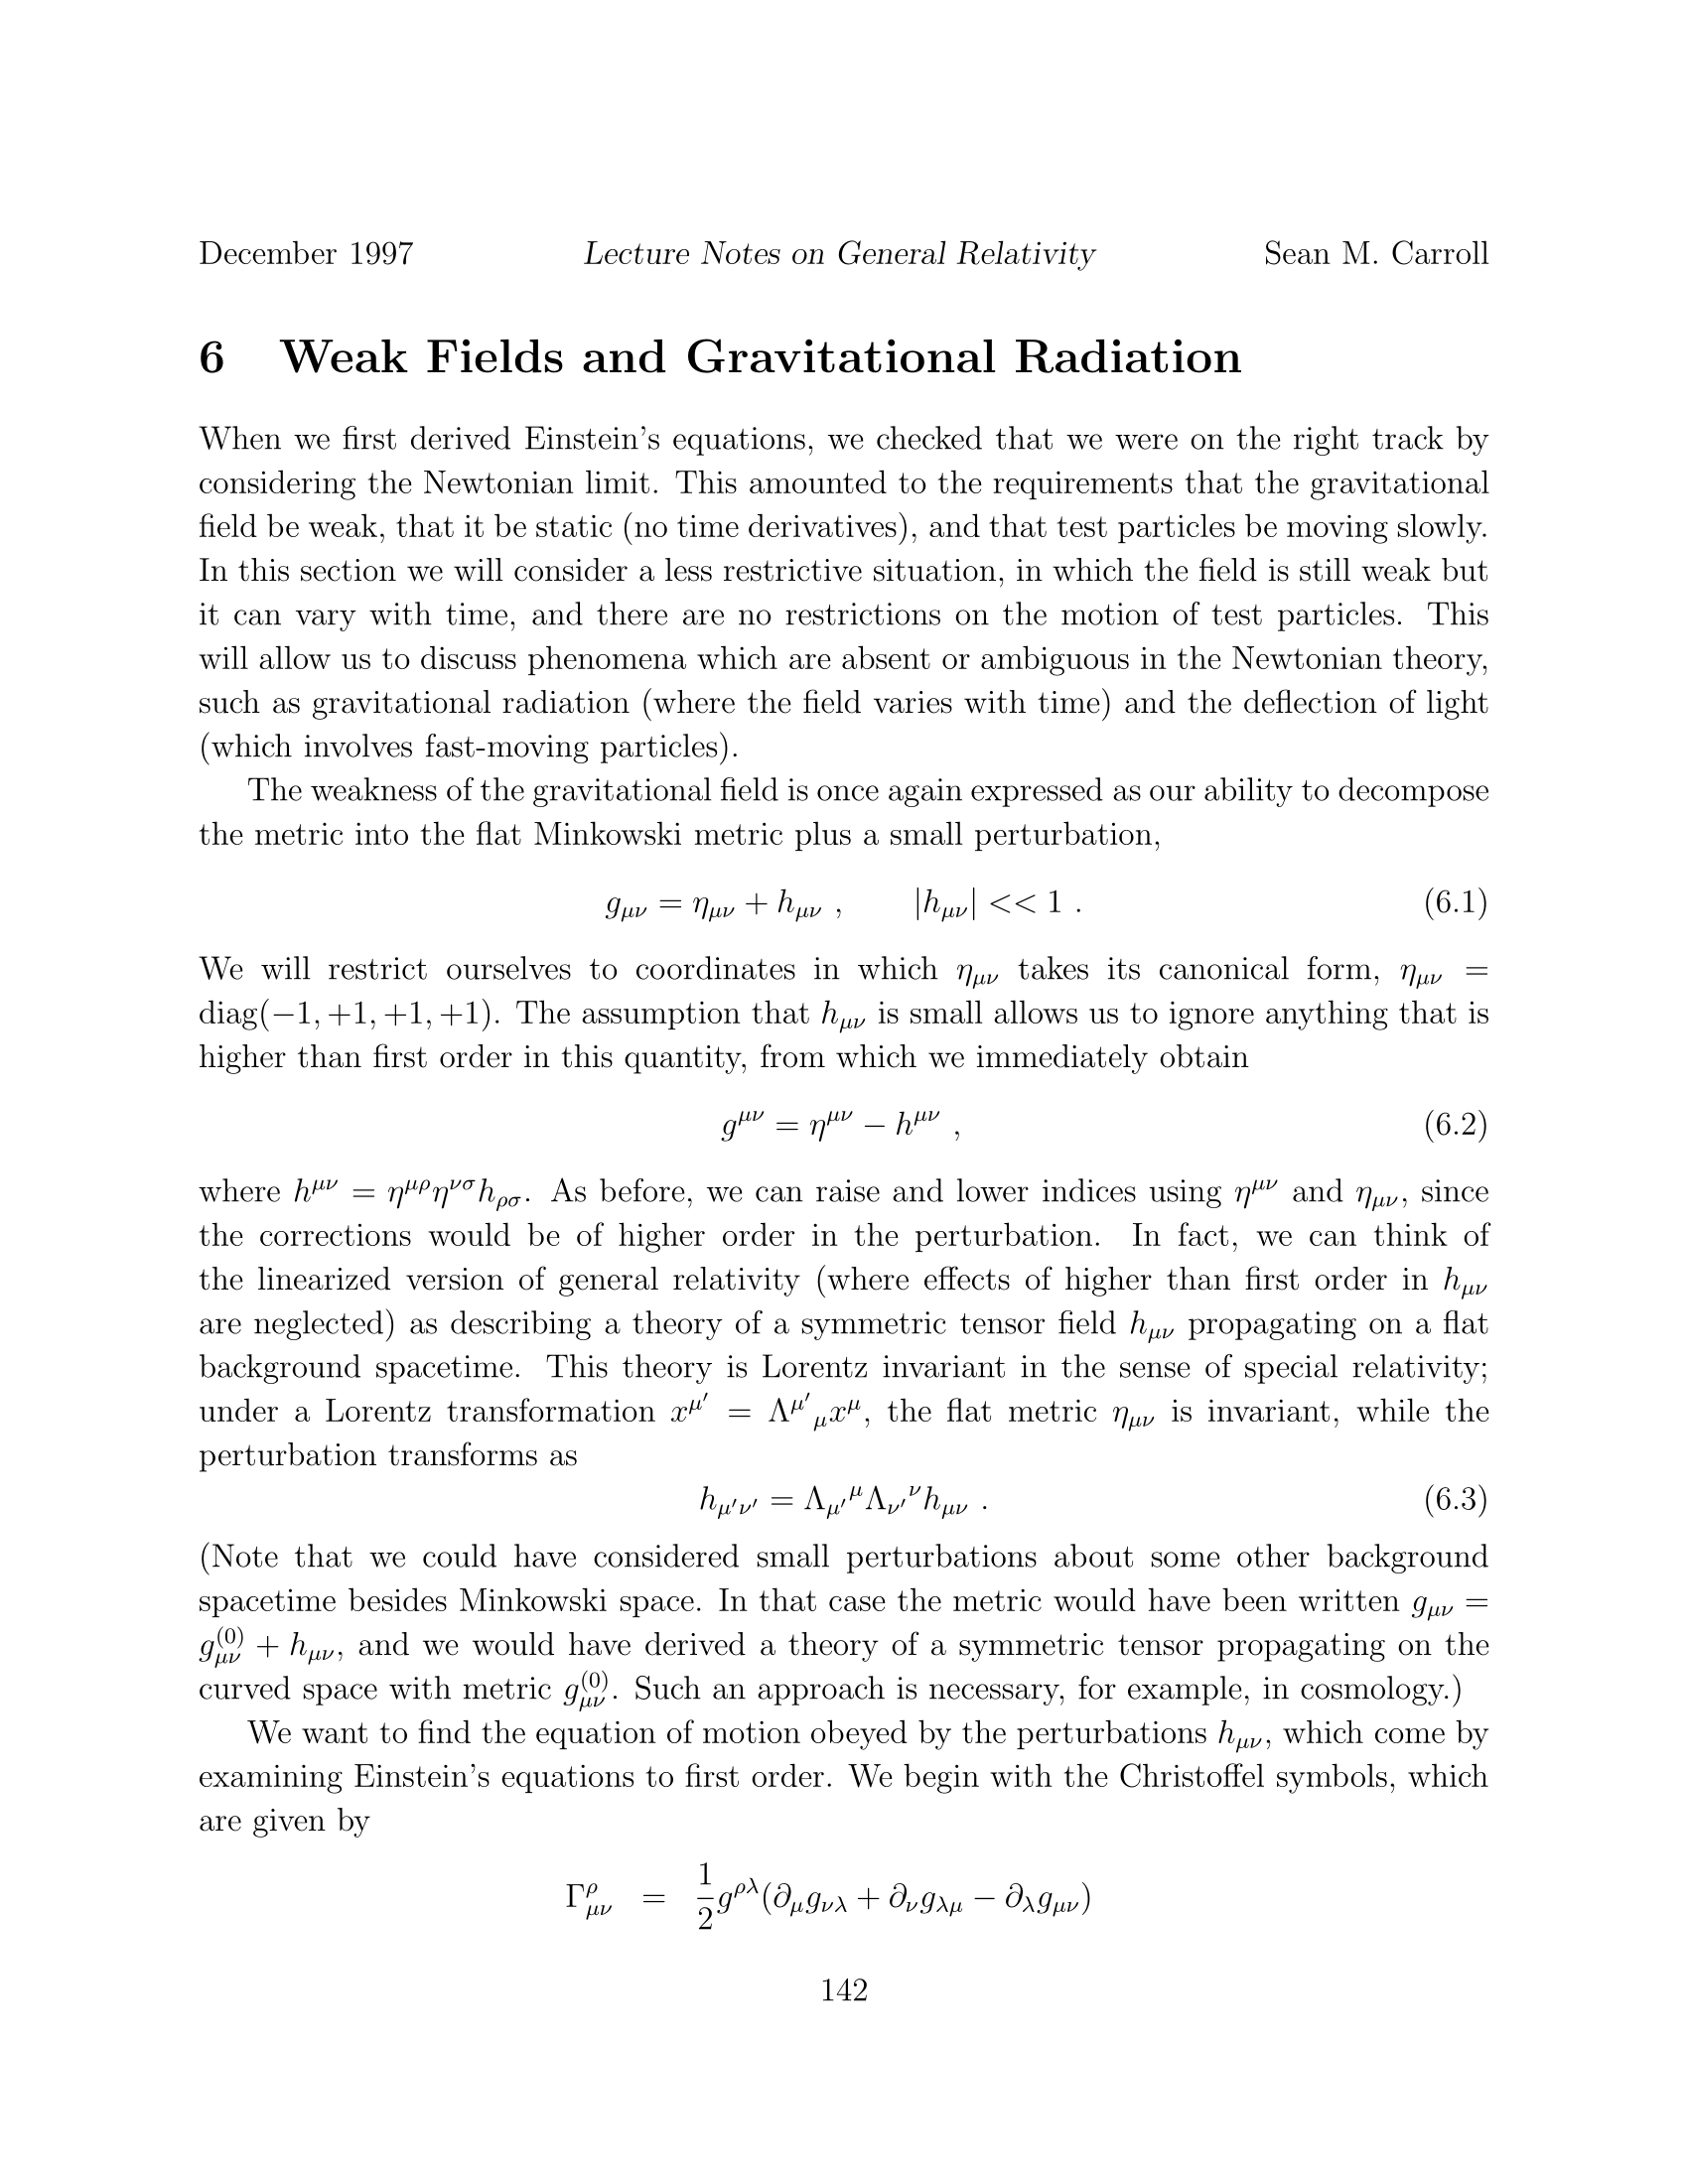 December 1997 Lecture Notes on General Relativity Sean M. Carroll
6 Weak Fields and Gravitational Radiation
When we first derived Einstein's equations, we checked that we were on the right track by
considering the Newtonian limit. This amounted to the requirements that the gravitational
field be weak, that it be static (no time derivatives), and that test particles be moving slowly.
In this section we will consider a less restrictive situation, in which the field is still weak but
it can vary with time, and there are no restrictions on the motion of test particles. This
will allow us to discuss phenomena which are absent or ambiguous in the Newtonian theory,
such as gravitational radiation (where the field varies with time) and the deflection of light
(which involves fast-moving particles).
The weakness of the gravitational field is once again expressed as our ability to decompose
the metric into the flat Minkowski metric plus a small perturbation,
$g_{\mu\nu} = \eta_{\mu\nu} + h_{\mu\nu}\ , \quad |h_{\mu\nu}| << 1\ .$ (6.1)
We will restrict ourselves to coordinates in which $\eta_{\mu\nu}$ takes its canonical form, $\eta_{\mu\nu} =$
diag$(-1, +1, +1, +1)$. The assumption that $h_{\mu\nu}$ is small allows us to ignore anything that is
higher than first order in this quantity, from which we immediately obtain
$g^{\mu\nu} = \eta^{\mu\nu} - h^{\mu\nu}\ ,$ (6.2)
where $h^{\mu\nu} = \eta^{\mu\rho}\eta^{\nu\sigma}h_{\rho\sigma}$. As before, we can raise and lower indices using $\eta^{\mu\nu}$ and $\eta_{\mu\nu}$, since
the corrections would be of higher order in the perturbation. In fact, we can think of
the linearized version of general relativity (where effects of higher than first order in $h_{\mu\nu}$
are neglected) as describing a theory of a symmetric tensor field $h_{\mu\nu}$ propagating on a flat
background spacetime. This theory is Lorentz invariant in the sense of special relativity;
under a Lorentz transformation $x^{\mu'} = \Lambda^{\mu'}{}_{\mu}x^{\mu}$, the flat metric $\eta_{\mu\nu}$ is invariant, while the
perturbation transforms as
$h_{\mu'\nu'} = \Lambda_{\mu'}{}^{\mu}\Lambda_{\nu'}{}^{\nu}h_{\mu\nu}\ .$ (6.3)
(Note that we could have considered small perturbations about some other background
spacetime besides Minkowski space. In that case the metric would have been written $g_{\mu\nu} =$
$g^{(0)}_{\mu\nu} + h_{\mu\nu}$, and we would have derived a theory of a symmetric tensor propagating on the
curved space with metric $g^{(0)}_{\mu\nu}$. Such an approach is necessary, for example, in cosmology.)
We want to find the equation of motion obeyed by the perturbations $h_{\mu\nu}$, which come by
examining Einstein's equations to first order. We begin with the Christoffel symbols, which
are given by
$\Gamma^{\rho}_{\mu\nu} = \frac{1}{2}g^{\rho\lambda}(\partial_{\mu}g_{\nu\lambda} + \partial_{\nu}g_{\lambda\mu} - \partial_{\lambda}g_{\mu\nu})$
142